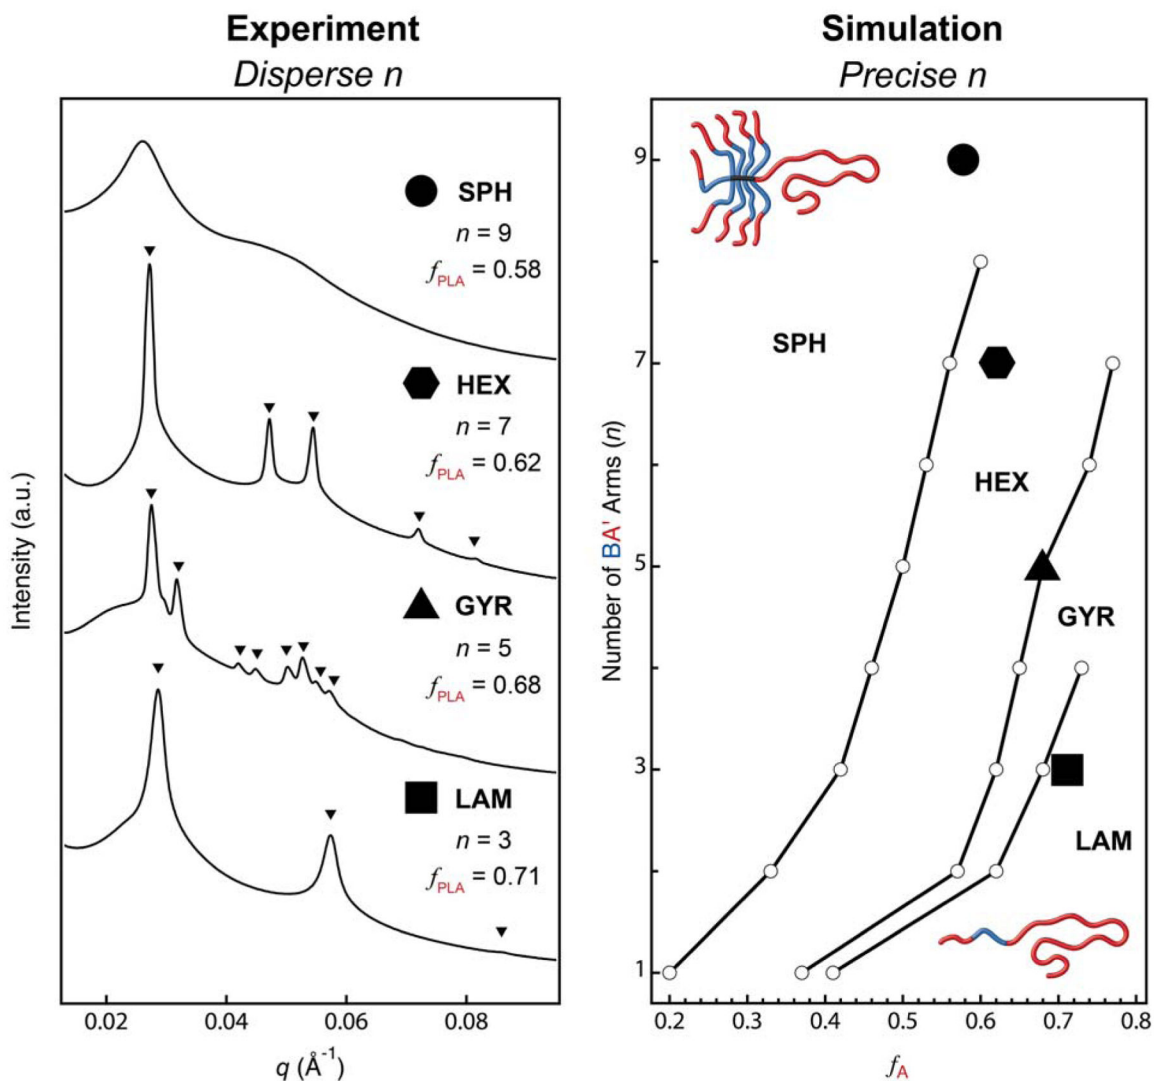 Experiment
Disperse n
SPH
n = 9
fPLA = 0.58
HEX
n = 7
fPLA = 0.62
GYR
n = 5
fPLA = 0.68
LAM
n = 3
fPLA = 0.71
Intensity (a.u.)
0.02 0.04 0.06 0.08
q (Å⁻¹)
Simulation
Precise n
Number of BA' Arms (n)
9
7
5
3
1
SPH
HEX
GYR
LAM
0.2 0.3 0.4 0.5 0.6 0.7 0.8
fA